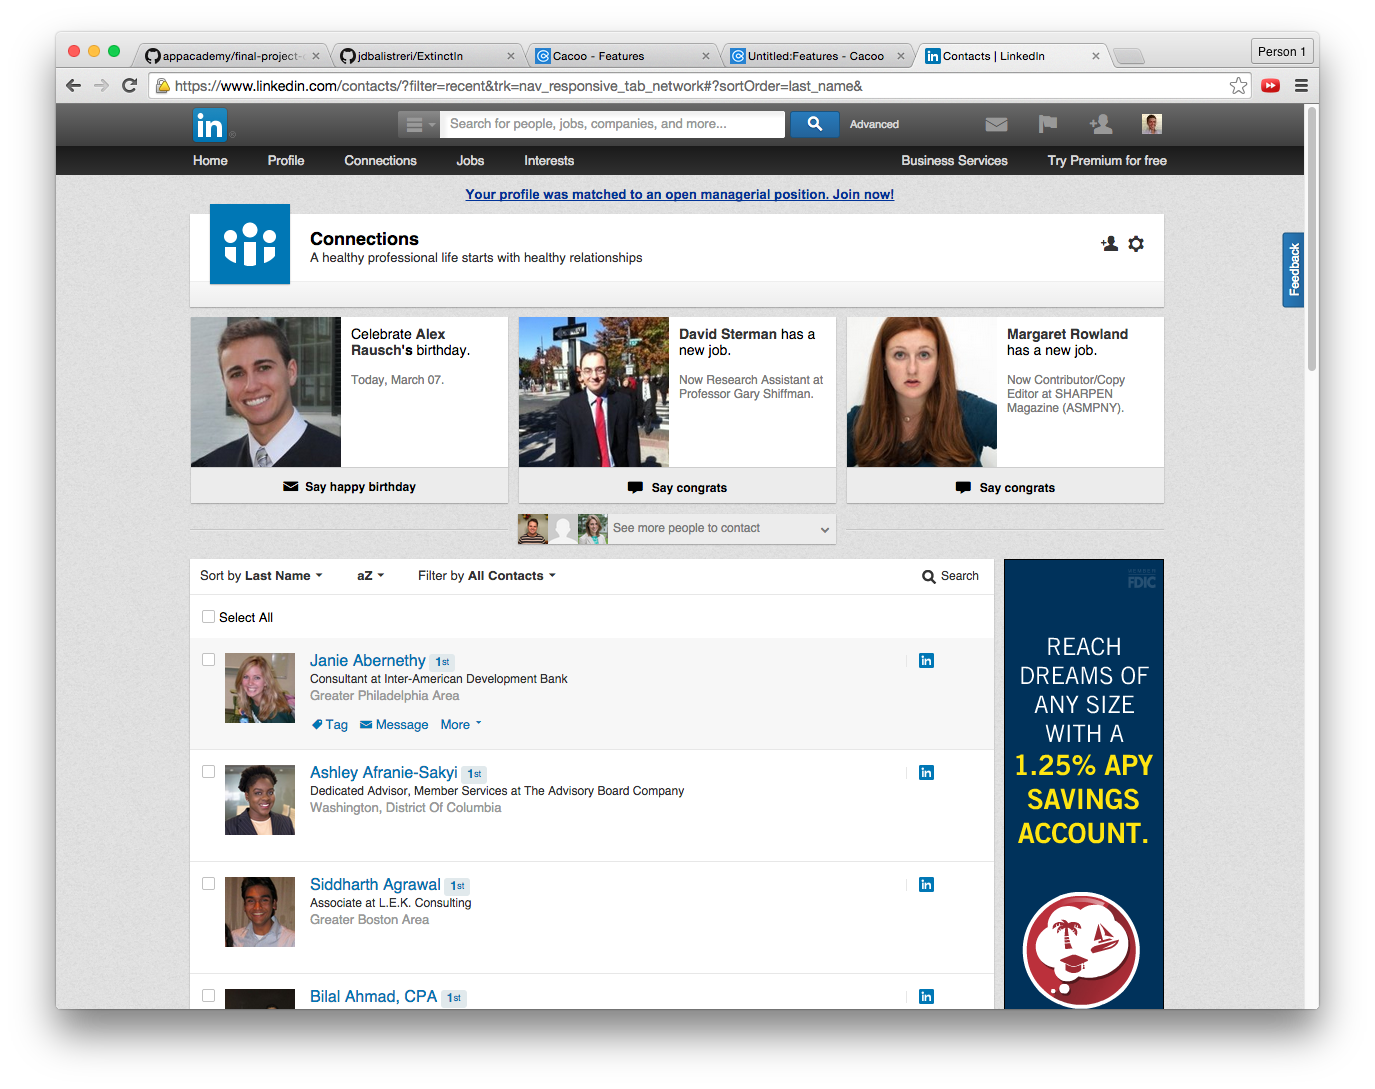 appacademy/final-project-
jdbalistreri/ExtinctIn
Cacoo - Features
Untitled:Features - Cacoo
Contacts | LinkedIn
Person 1
https://www.linkedin.com/contacts/?filter=recent&trk=nav_responsive_tab_network#?sortOrder=last_name&
in
Search for people, jobs, companies, and more...
Advanced
Home
Profile
Connections
Jobs
Interests
Business Services
Try Premium for free
Your profile was matched to an open managerial position. Join now!
Connections
A healthy professional life starts with healthy relationships
Feedback
Celebrate Alex
Rausch's birthday.
Today, March 07.
Say happy birthday
David Sterman has a
new job.
Now Research Assistant at
Professor Gary Shiffman.
Say congrats
Margaret Rowland
has a new job.
Now Contributor/Copy
Editor at SHARPEN
Magazine (ASMPNY).
Say congrats
See more people to contact
Sort by Last Name
aZ
Filter by All Contacts
Search
Select All
Janie Abernethy 1st
in
Consultant at Inter-American Development Bank
Greater Philadelphia Area
Tag
Message
More
Ashley Afranie-Sakyi 1st
in
Dedicated Advisor, Member Services at The Advisory Board Company
Washington, District Of Columbia
Siddharth Agrawal 1st
in
Associate at L.E.K. Consulting
Greater Boston Area
Bilal Ahmad, CPA 1st
in
MEMBER
FDIC
REACH
DREAMS OF
ANY SIZE
WITH A
1.25% APY
SAVINGS
ACCOUNT.